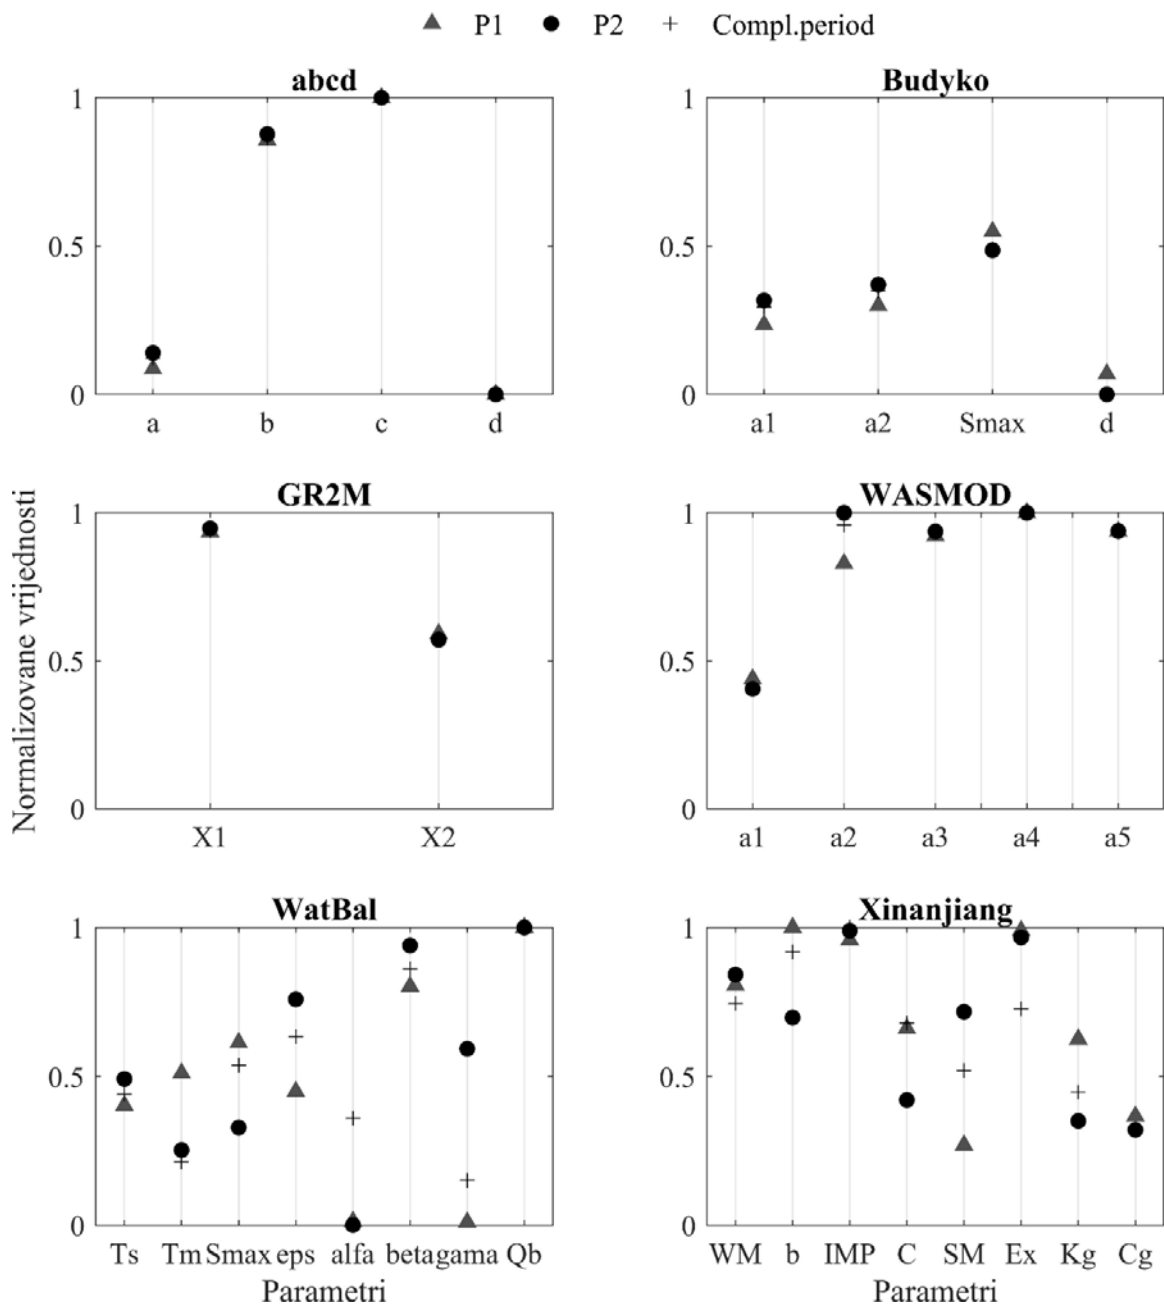 P1 P2 Compl.period
abcd
1
0.5
0
a b c d
Budyko
1
0.5
0
a1 a2 Smax d
Normalizovane vrijednosti
GR2M
1
0.5
0
X1 X2
WASMOD
1
0.5
0
a1 a2 a3 a4 a5
WatBal
1
0.5
0
Ts Tm Smax eps alfa beta gama Qb
Parametri
Xinanjiang
1
0.5
0
WM b IMP C SM Ex Kg Cg
Parametri